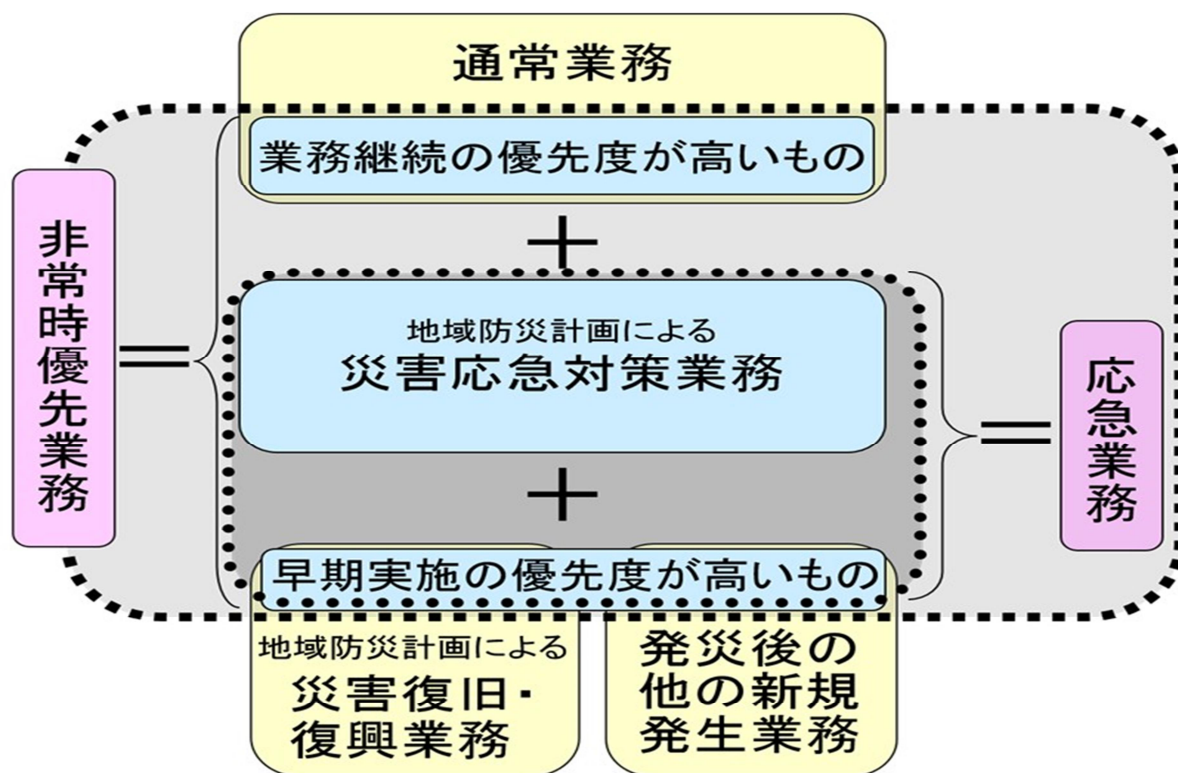 通常業務
業務継続の優先度が高いもの
＋
非常時優先業務
＝
地域防災計画による
災害応急対策業務
＝
応急業務
＋
早期実施の優先度が高いもの
地域防災計画による
災害復旧・
復興業務
発災後の
他の新規
発生業務